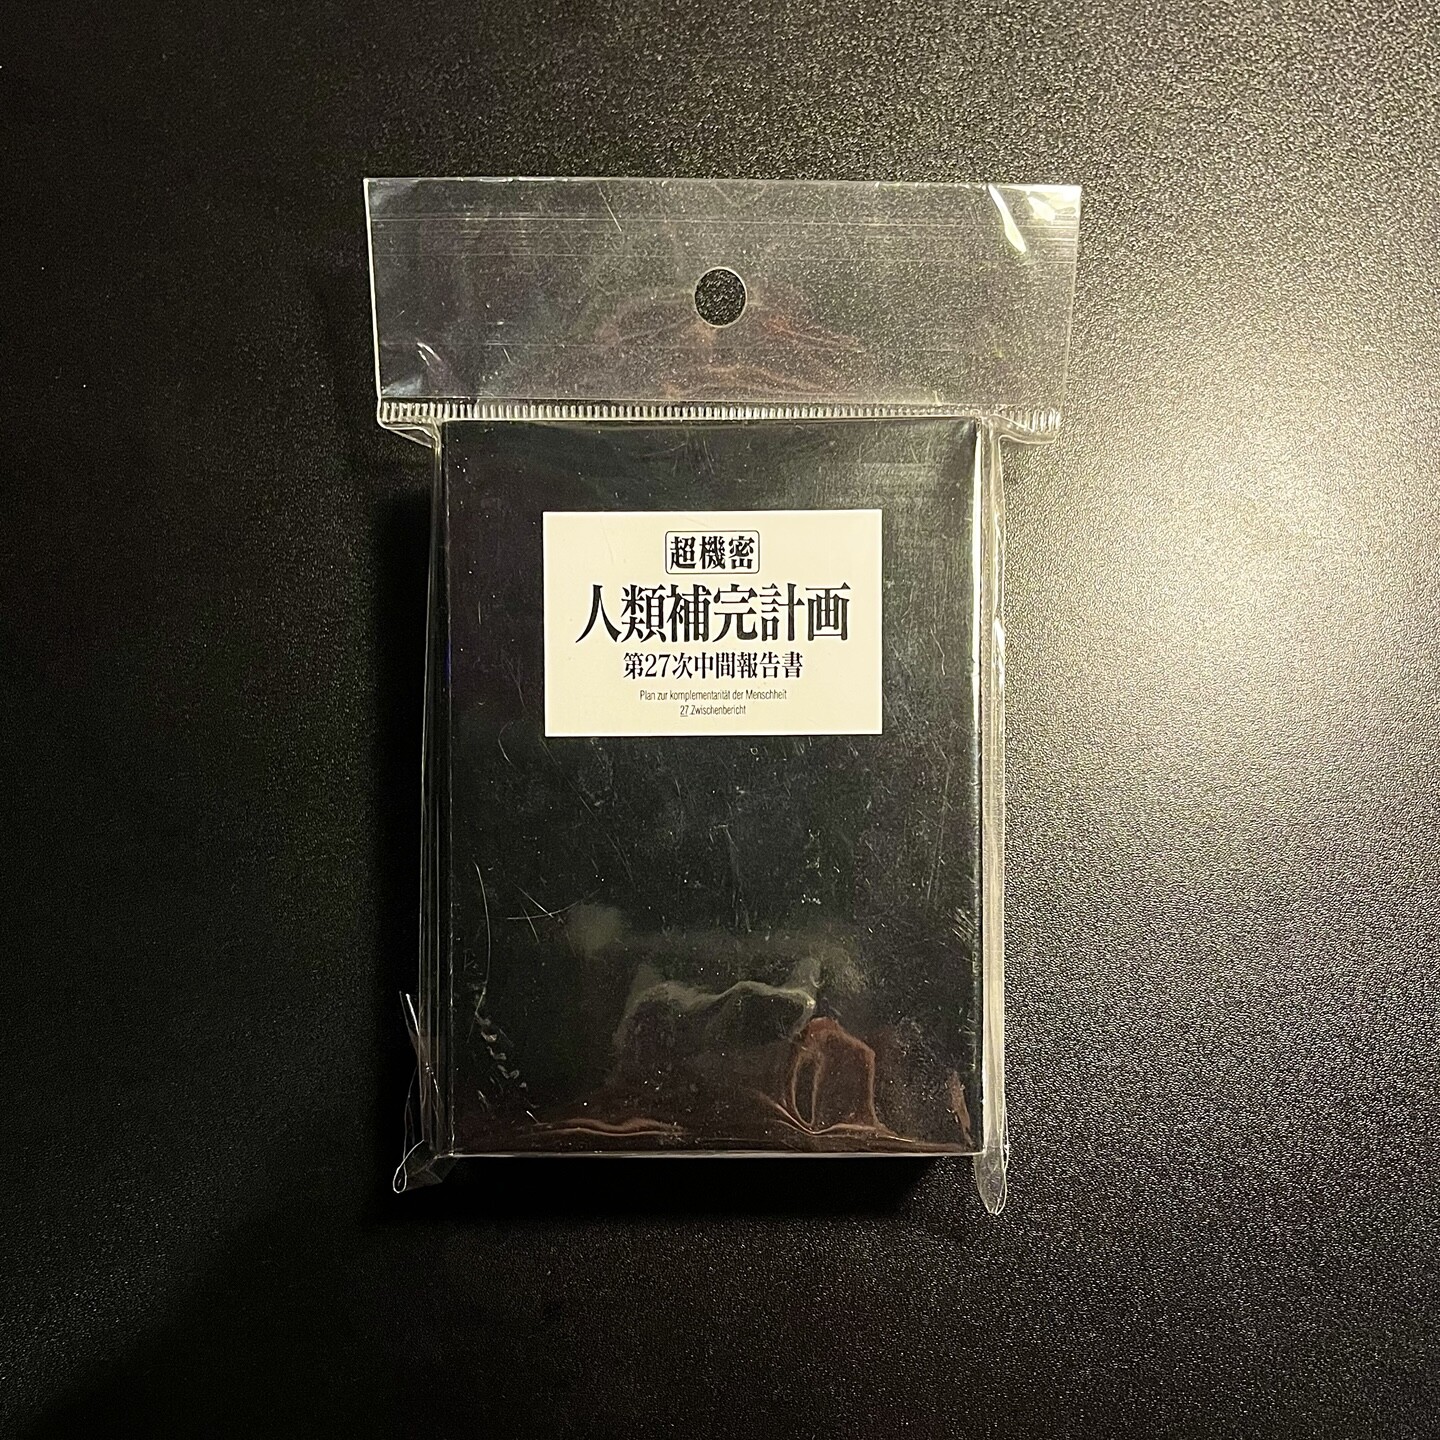 超機密
人類補完計画
第27次中間報告書
Plan zur komplementarität der Menschheit
27.Zwischenbericht